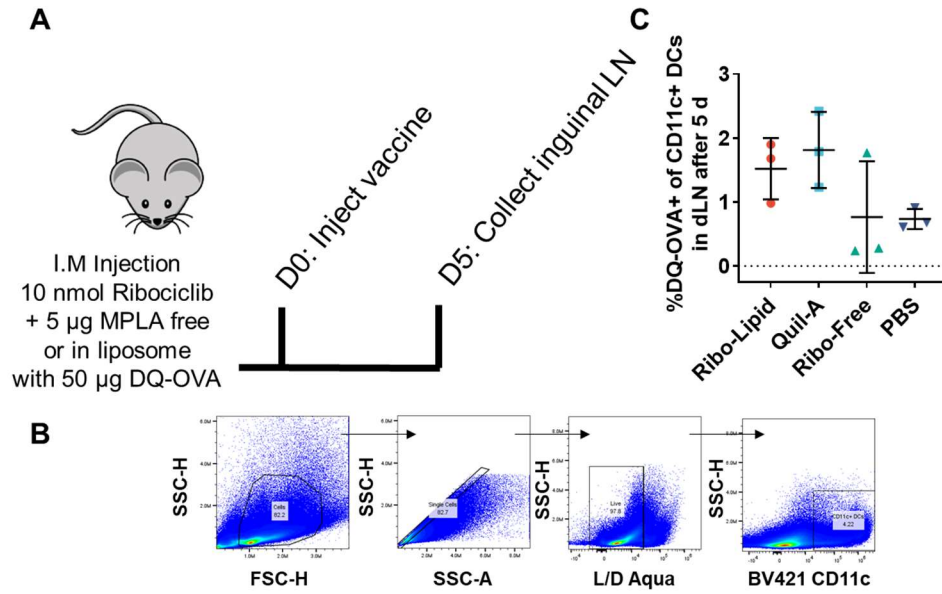 A
D0: Inject vaccine
D5: Collect inguinal LN
I.M Injection
10 nmol Ribociclib
+ 5 µg MPLA free
or in liposome
with 50 µg DQ-OVA
C
%DQ-OVA+ of CD11c+ DCs
in dLN after 5 d
3
2
1
0
Ribo-Lipid
Quil-A
Ribo-Free
PBS
B
SSC-H
Cells
62.2
FSC-H
SSC-H
Single Cells
SSC-A
SSC-H
Live
97.8
L/D Aqua
SSC-H
CD11c+ DCs
4.22
BV421 CD11c